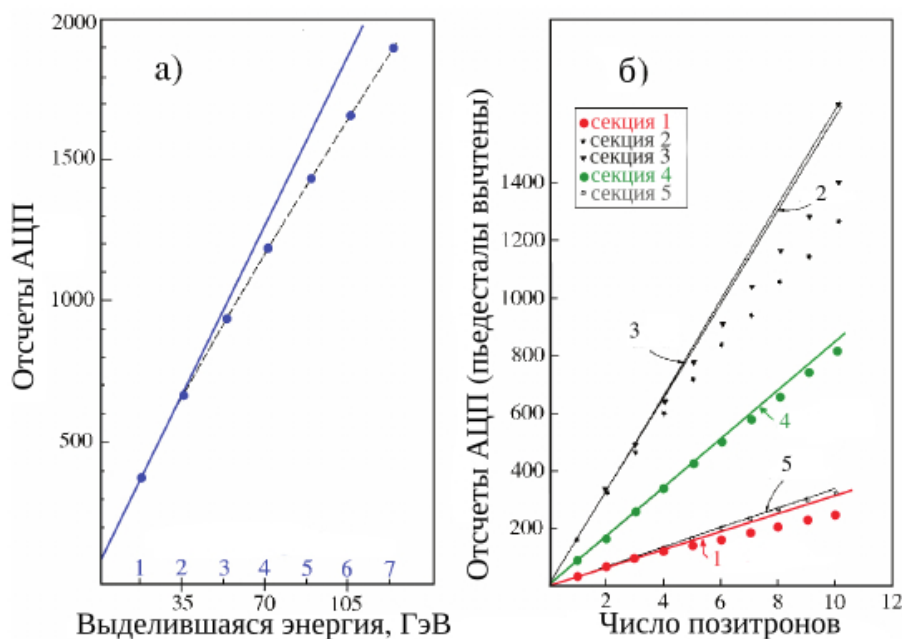 а)
Отсчеты АЦП
2000
1500
1000
500
1 2 3 4 5 6 7
35 70 105
Выделившаяся энергия, ГэВ
б)
Отсчеты АЦП (пьедесталы вычтены)
секция 1
секция 2
секция 3
секция 4
секция 5
1400
1200
1000
800
600
400
200
2
3
4
5
1
0 2 4 6 8 10 12
Число позитронов